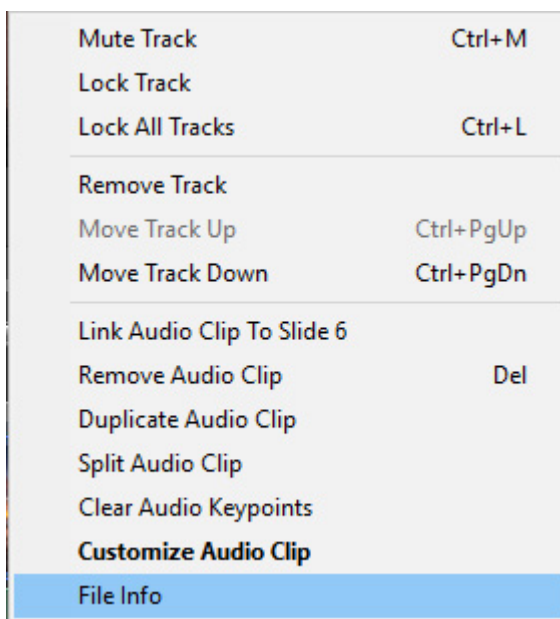 Mute Track Ctrl+M
Lock Track
Lock All Tracks Ctrl+L
Remove Track
Move Track Up Ctrl+PgUp
Move Track Down Ctrl+PgDn
Link Audio Clip To Slide 6
Remove Audio Clip Del
Duplicate Audio Clip
Split Audio Clip
Clear Audio Keypoints
Customize Audio Clip
File Info